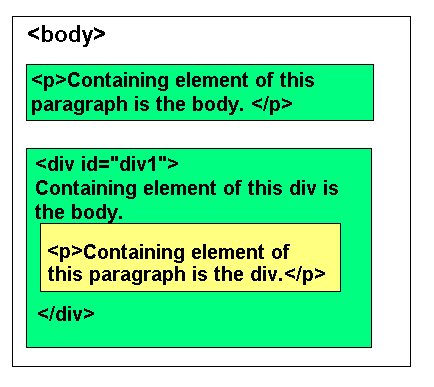 <body>
<p>Containing element of this
paragraph is the body. </p>
<div id="div1">
Containing element of this div is
the body.
<p>Containing element of
this paragraph is the div.</p>
</div>